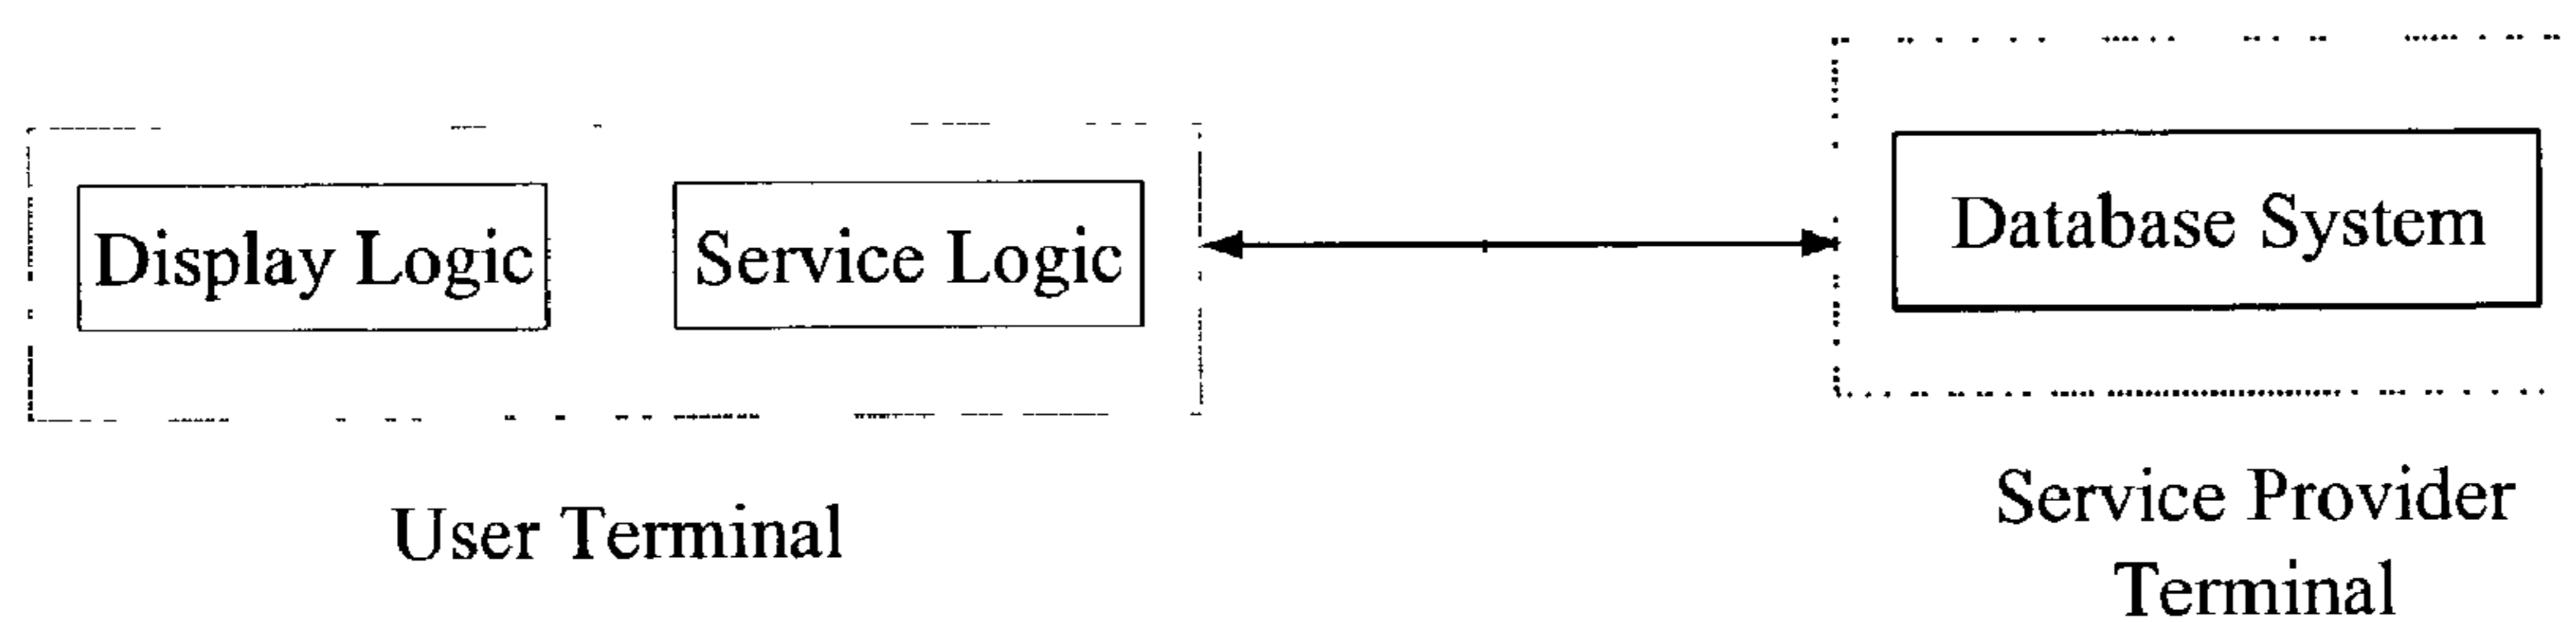 Display Logic
Service Logic
Database System
User Terminal
Service Provider
Terminal